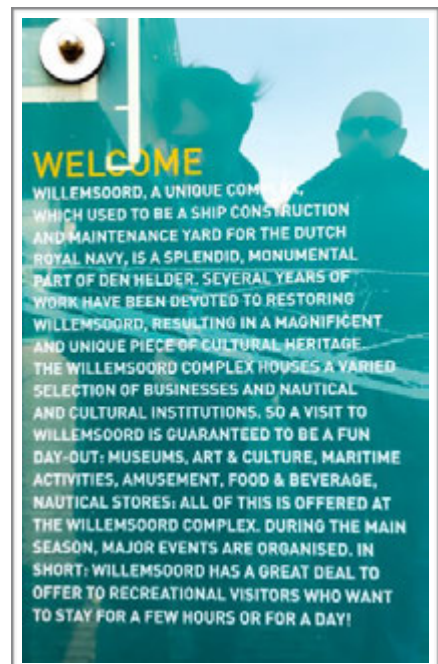 WELCOME
WILLEMSOORD, A UNIQUE COMPLEX,
WHICH USED TO BE A SHIP CONSTRUCTION
AND MAINTENANCE YARD FOR THE DUTCH
ROYAL NAVY, IS A SPLENDID, MONUMENTAL
PART OF DEN HELDER. SEVERAL YEARS OF
WORK HAVE BEEN DEVOTED TO RESTORING
WILLEMSOORD, RESULTING IN A MAGNIFICENT
AND UNIQUE PIECE OF CULTURAL HERITAGE.
THE WILLEMSOORD COMPLEX HOUSES A VARIED
SELECTION OF BUSINESSES AND NAUTICAL
AND CULTURAL INSTITUTIONS. SO A VISIT TO
WILLEMSOORD IS GUARANTEED TO BE A FUN
DAY-OUT: MUSEUMS, ART & CULTURE, MARITIME
ACTIVITIES, AMUSEMENT, FOOD & BEVERAGE,
NAUTICAL STORES: ALL OF THIS IS OFFERED AT
THE WILLEMSOORD COMPLEX. DURING THE MAIN
SEASON, MAJOR EVENTS ARE ORGANISED. IN
SHORT: WILLEMSOORD HAS A GREAT DEAL TO
OFFER TO RECREATIONAL VISITORS WHO WANT
TO STAY FOR A FEW HOURS OR FOR A DAY!